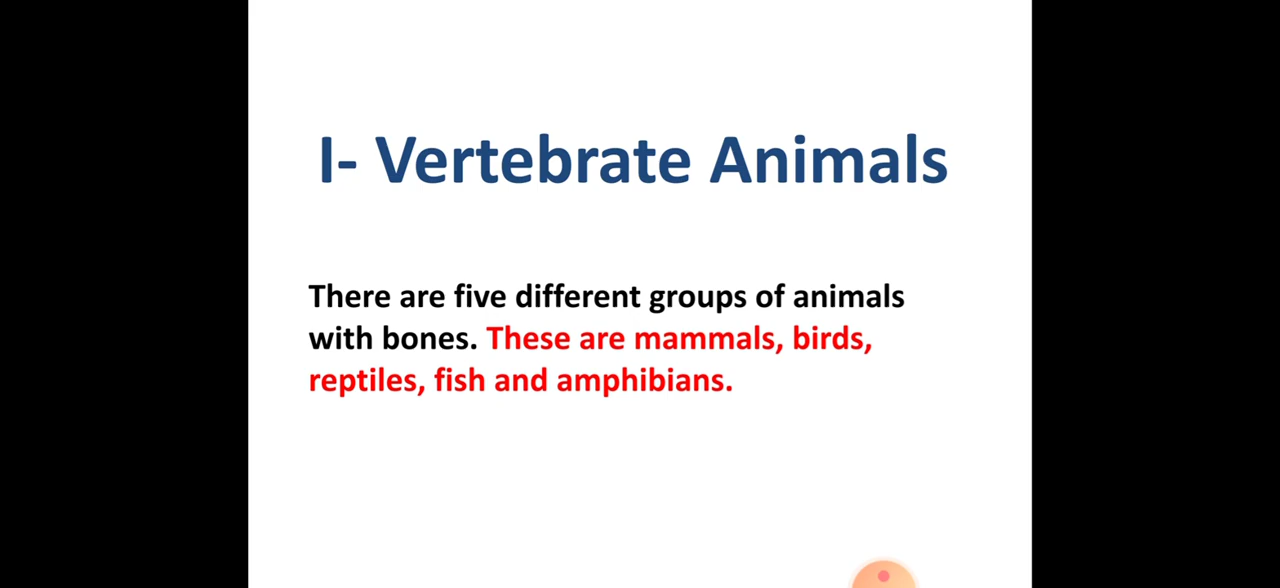 I- Vertebrate Animals
There are five different groups of animals
with bones. These are mammals, birds,
reptiles, fish and amphibians.